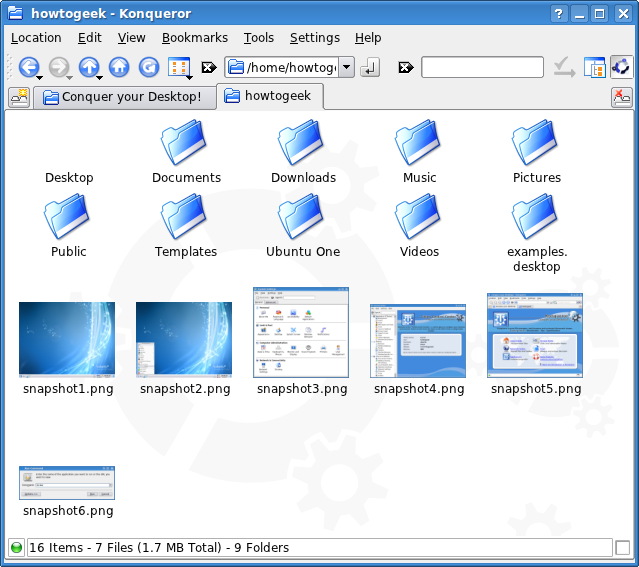 howtogeek - Konqueror
Location Edit View Bookmarks Tools Settings Help
/home/howtog
Conquer your Desktop! howtogeek
Desktop Documents Downloads Music Pictures
Public Templates Ubuntu One Videos examples.
desktop
snapshot1.png snapshot2.png snapshot3.png snapshot4.png snapshot5.png
snapshot6.png
16 Items - 7 Files (1.7 MB Total) - 9 Folders